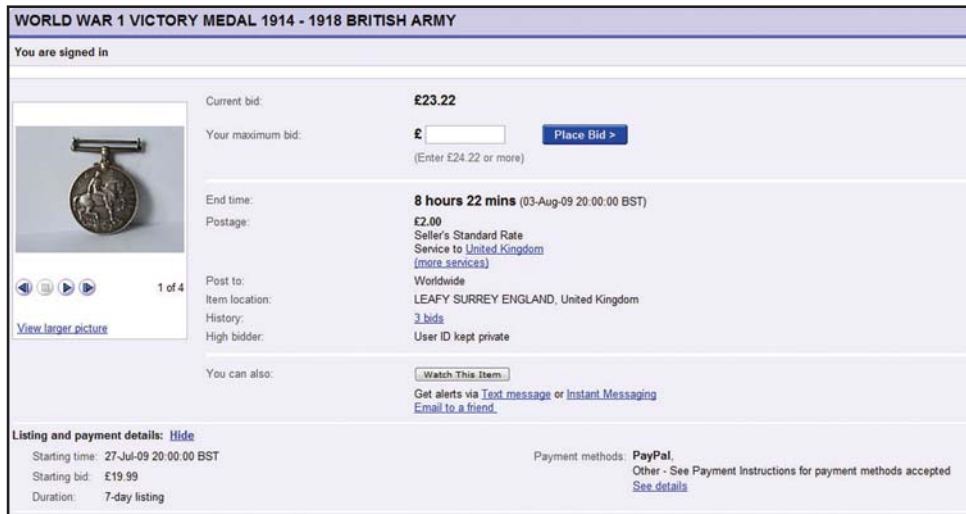 WORLD WAR 1 VICTORY MEDAL 1914 - 1918 BRITISH ARMY
You are signed in
Current bid: £23.22
Your maximum bid: £ Place Bid >
(Enter £24.22 or more)
End time: 8 hours 22 mins (03-Aug-09 20:00:00 BST)
Postage: £2.00
Seller's Standard Rate
Service to United Kingdom
(more services)
1 of 4
Post to: Worldwide
Item location: LEAFY SURREY ENGLAND, United Kingdom
View larger picture
History: 3 bids
High bidder: User ID kept private
You can also: Watch This Item
Get alerts via Text message or Instant Messaging
Email to a friend
Listing and payment details: Hide
Starting time: 27-Jul-09 20:00:00 BST
Starting bid: £19.99
Duration: 7-day listing
Payment methods: PayPal,
Other - See Payment Instructions for payment methods accepted
See details